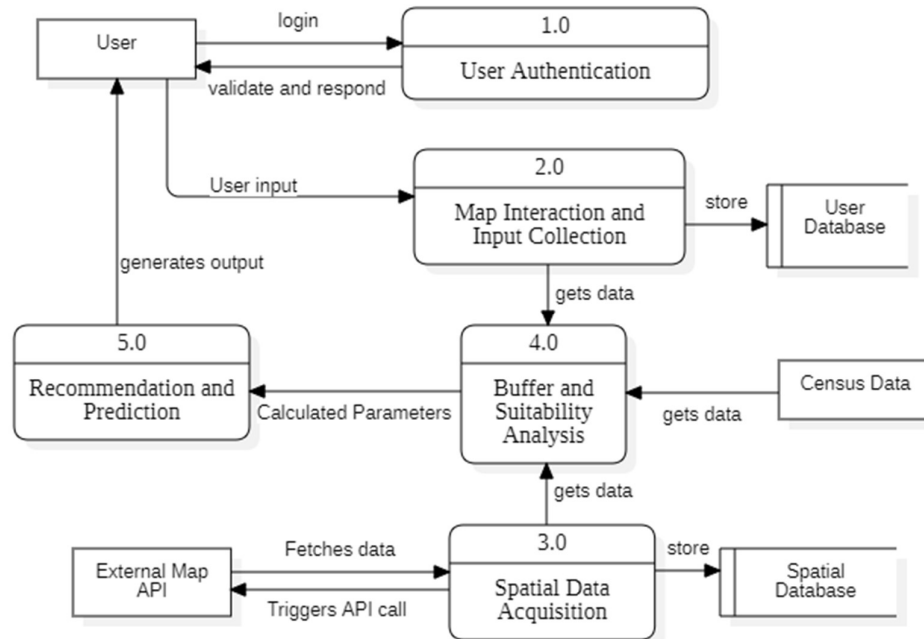 User
login
1.0
User Authentication
validate and respond
User input
2.0
Map Interaction and
Input Collection
store
User
Database
generates output
gets data
5.0
Recommendation and
Prediction
Calculated Parameters
4.0
Buffer and
Suitability
Analysis
gets data
Census Data
gets data
External Map
API
Fetches data
Triggers API call
3.0
Spatial Data
Acquisition
store
Spatial
Database